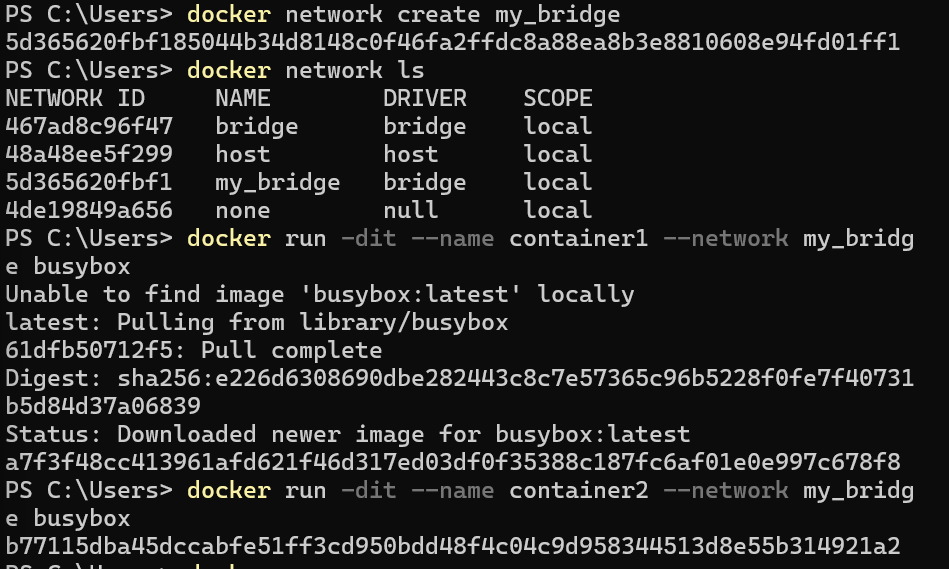 PS C:\Users> docker network create my_bridge
5d365620fbf185044b34d8148c0f46fa2ffdc8a88ea8b3e8810608e94fd01ff1
PS C:\Users> docker network ls
NETWORK ID     NAME        DRIVER    SCOPE
467ad8c96f47   bridge      bridge    local
48a48ee5f299   host        host      local
5d365620fbf1   my_bridge   bridge    local
4de19849a656   none        null      local
PS C:\Users> docker run -dit --name container1 --network my_bridg
e busybox
Unable to find image 'busybox:latest' locally
latest: Pulling from library/busybox
61dfb50712f5: Pull complete
Digest: sha256:e226d6308690dbe282443c8c7e57365c96b5228f0fe7f40731
b5d84d37a06839
Status: Downloaded newer image for busybox:latest
a7f3f48cc413961afd621f46d317ed03df0f35388c187fc6af01e0e997c678f8
PS C:\Users> docker run -dit --name container2 --network my_bridg
e busybox
b77115dba45dccabfe51ff3cd950bdd48f4c04c9d958344513d8e55b314921a2